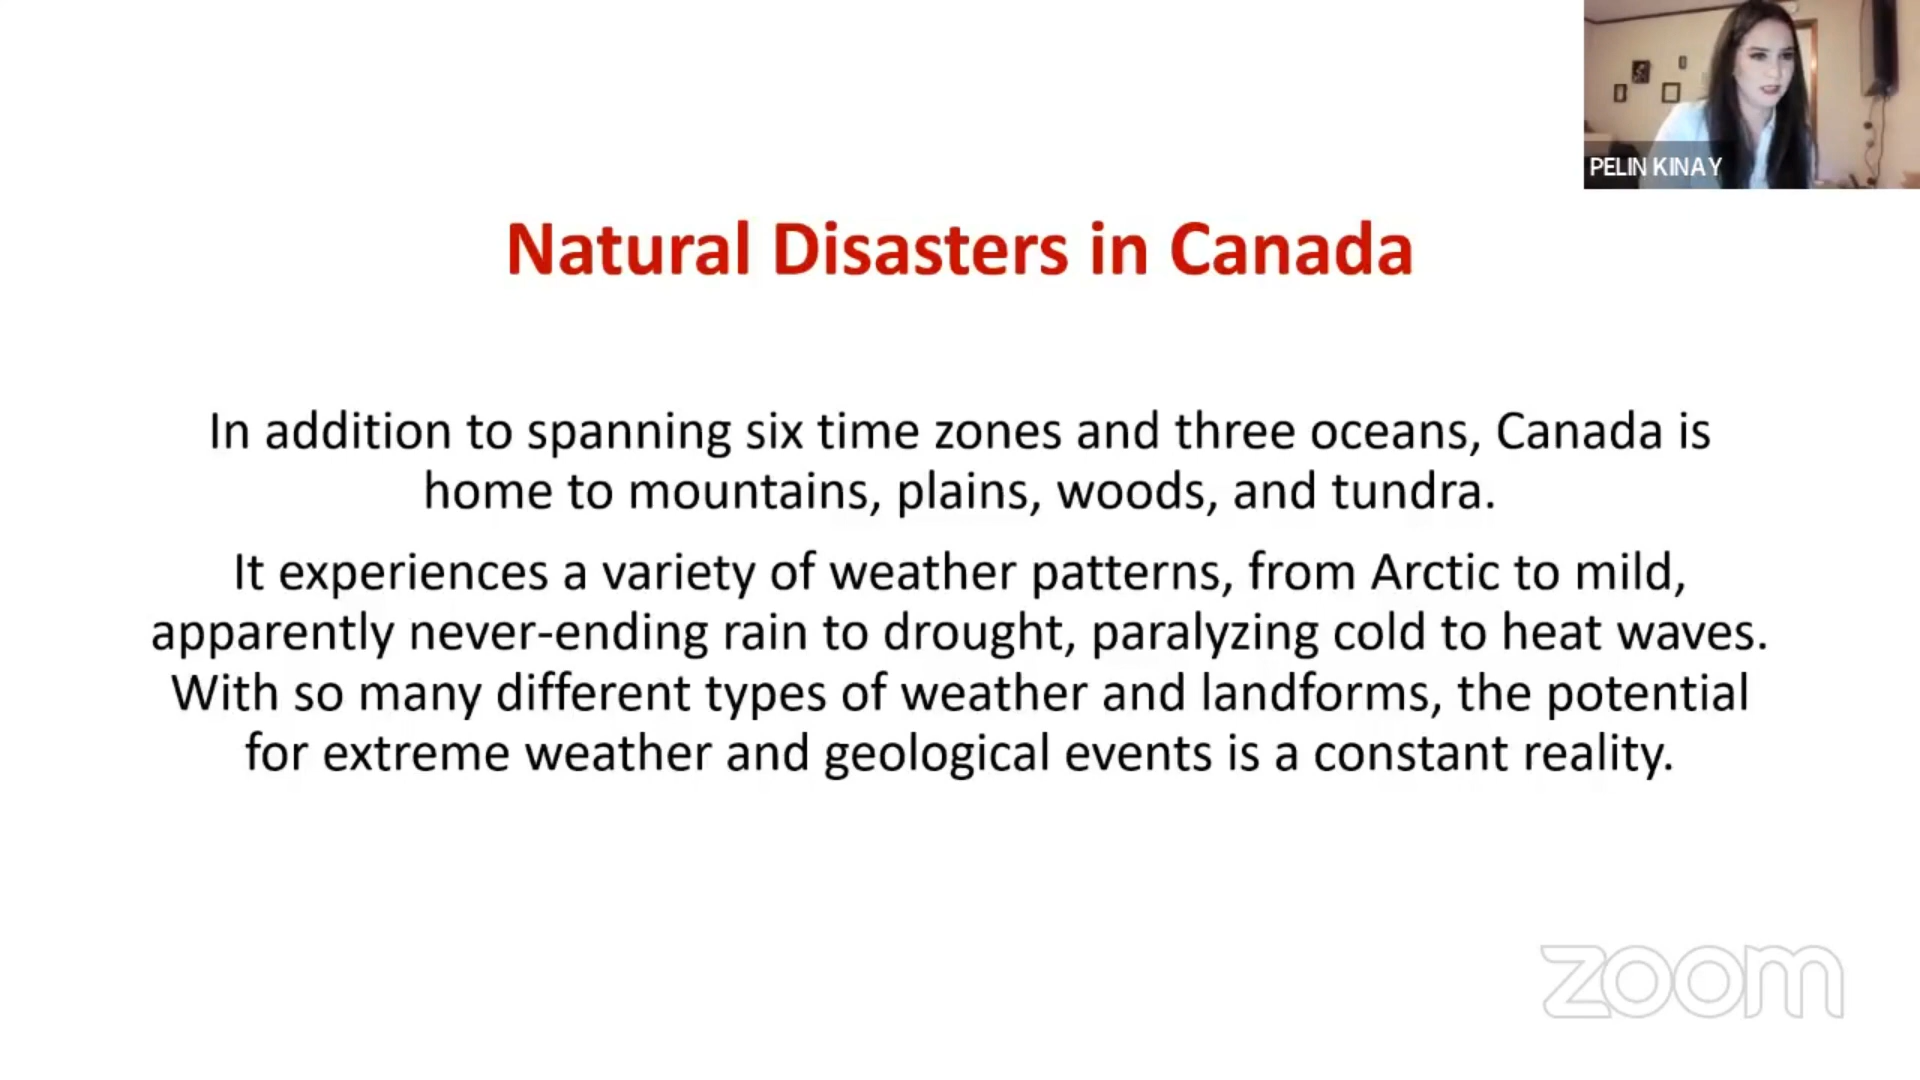 PELIN KINAY
Natural Disasters in Canada
In addition to spanning six time zones and three oceans, Canada is
home to mountains, plains, woods, and tundra.
It experiences a variety of weather patterns, from Arctic to mild,
apparently never-ending rain to drought, paralyzing cold to heat waves.
With so many different types of weather and landforms, the potential
for extreme weather and geological events is a constant reality.
zoom